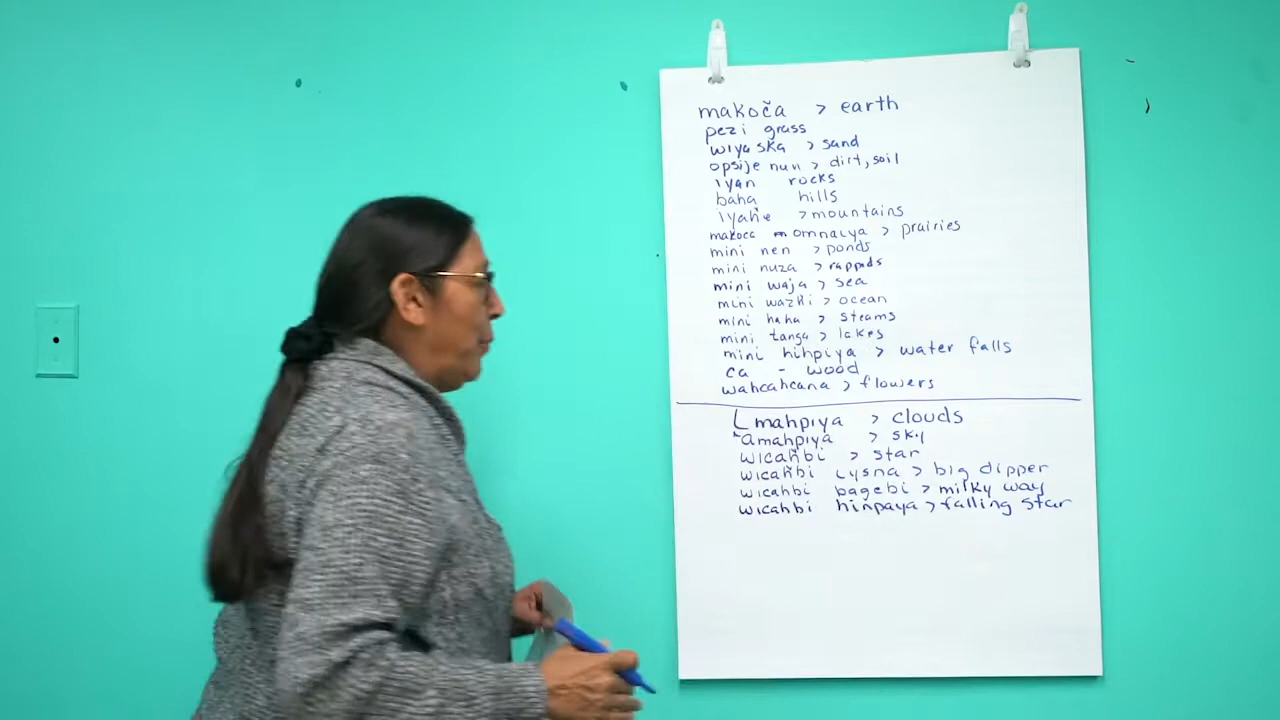 makoča > earth
pezi grass
wiyaska > sand
opsije nun > dirt, soil
iyan rocks
baha hills
iyahe > mountains
makoca omnaiya > prairies
mini nen > ponds
mini nuza > rappids
mini waja > sea
mini wazhi > ocean
mini haha > steams
mini tanga > lakes
mini hihpiya > water falls
ca - wood
wahcahcana > flowers
mahpiya > clouds
amahpiya > sky
wicahbi > star
wicahbi > big dipper
wicahbi bagebi > milky way
wicahbi hinpaya > falling star